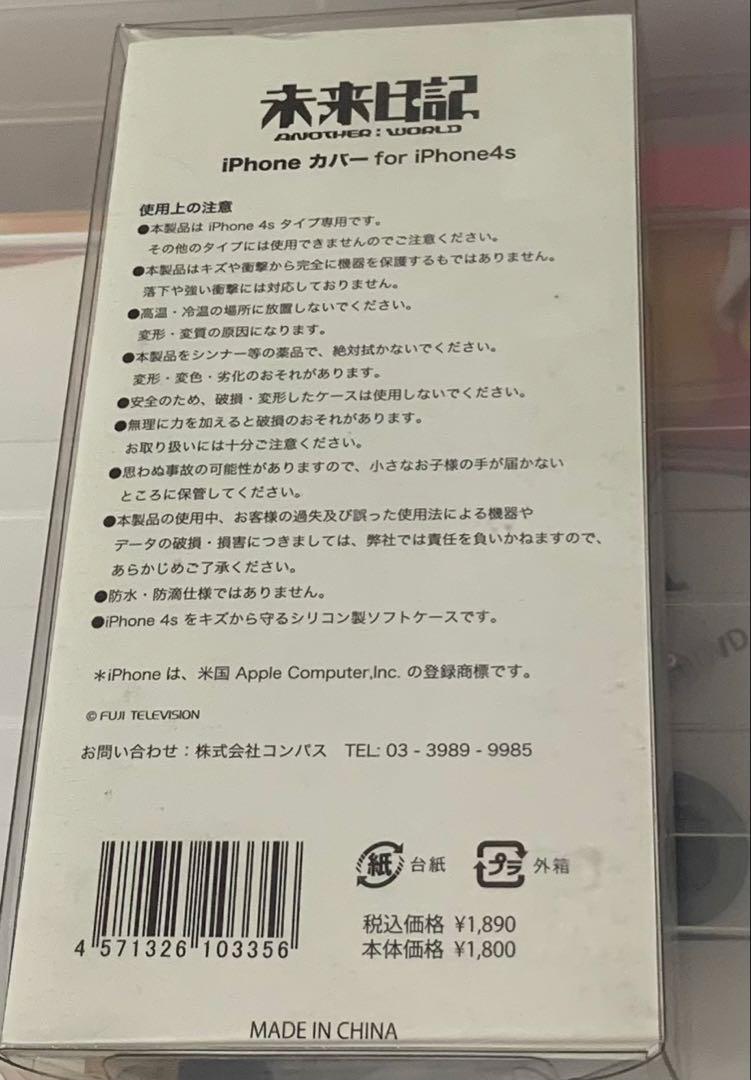 未来日記
ANOTHER:WORLD
iPhone カバー for iPhone4s
使用上の注意
●本製品は iPhone 4s タイプ専用です。
その他のタイプには使用できませんのでご注意ください。
●本製品はキズや衝撃から完全に機器を保護するもではありません。
落下や強い衝撃には対応しておりません。
●高温・冷温の場所に放置しないでください。
変形・変質の原因になります。
●本製品をシンナー等の薬品で、絶対拭かないでください。
変形・変色・劣化のおそれがあります。
●安全のため、破損・変形したケースは使用しないでください。
●無理に力を加えると破損のおそれがあります。
お取り扱いには十分ご注意ください。
●思わぬ事故の可能性がありますので、小さなお子様の手が届かない
ところに保管してください。
●本製品の使用中、お客様の過失及び誤った使用法による機器や
データの破損・損害につきましては、弊社では責任を負いかねますので、
あらかじめご了承ください。
●防水・防滴仕様ではありません。
●iPhone 4s をキズから守るシリコン製ソフトケースです。
＊iPhone は、米国 Apple Computer,Inc. の登録商標です。
© FUJI TELEVISION
お問い合わせ：株式会社コンパス TEL: 03 - 3989 - 9985
紙 台紙 プラ 外箱
税込価格 ¥1,890
本体価格 ¥1,800
4 571326 103356
MADE IN CHINA